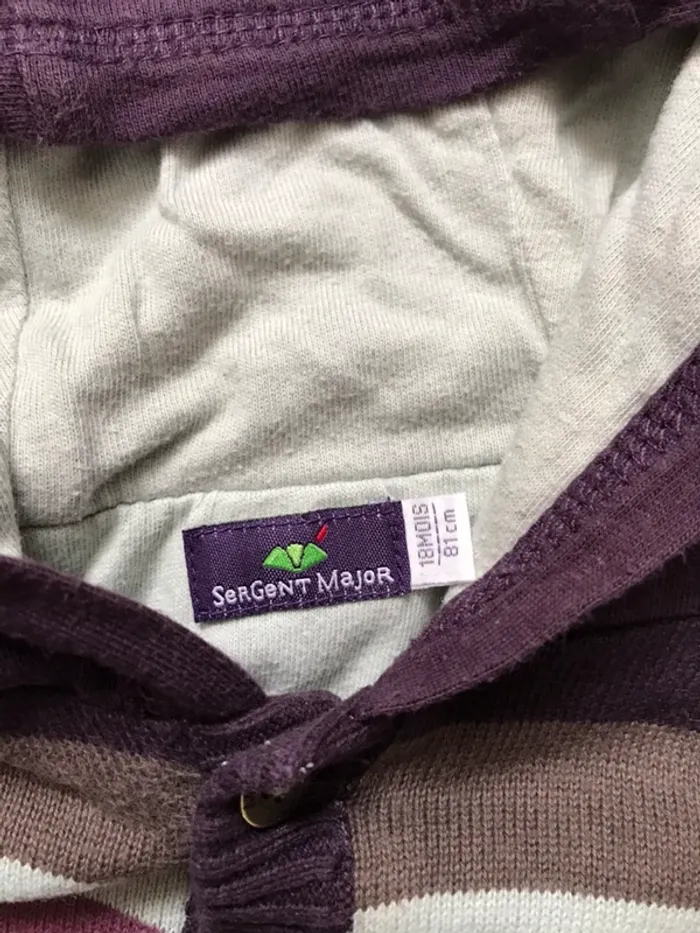 SerGeNT Major
18MOIS
81cm